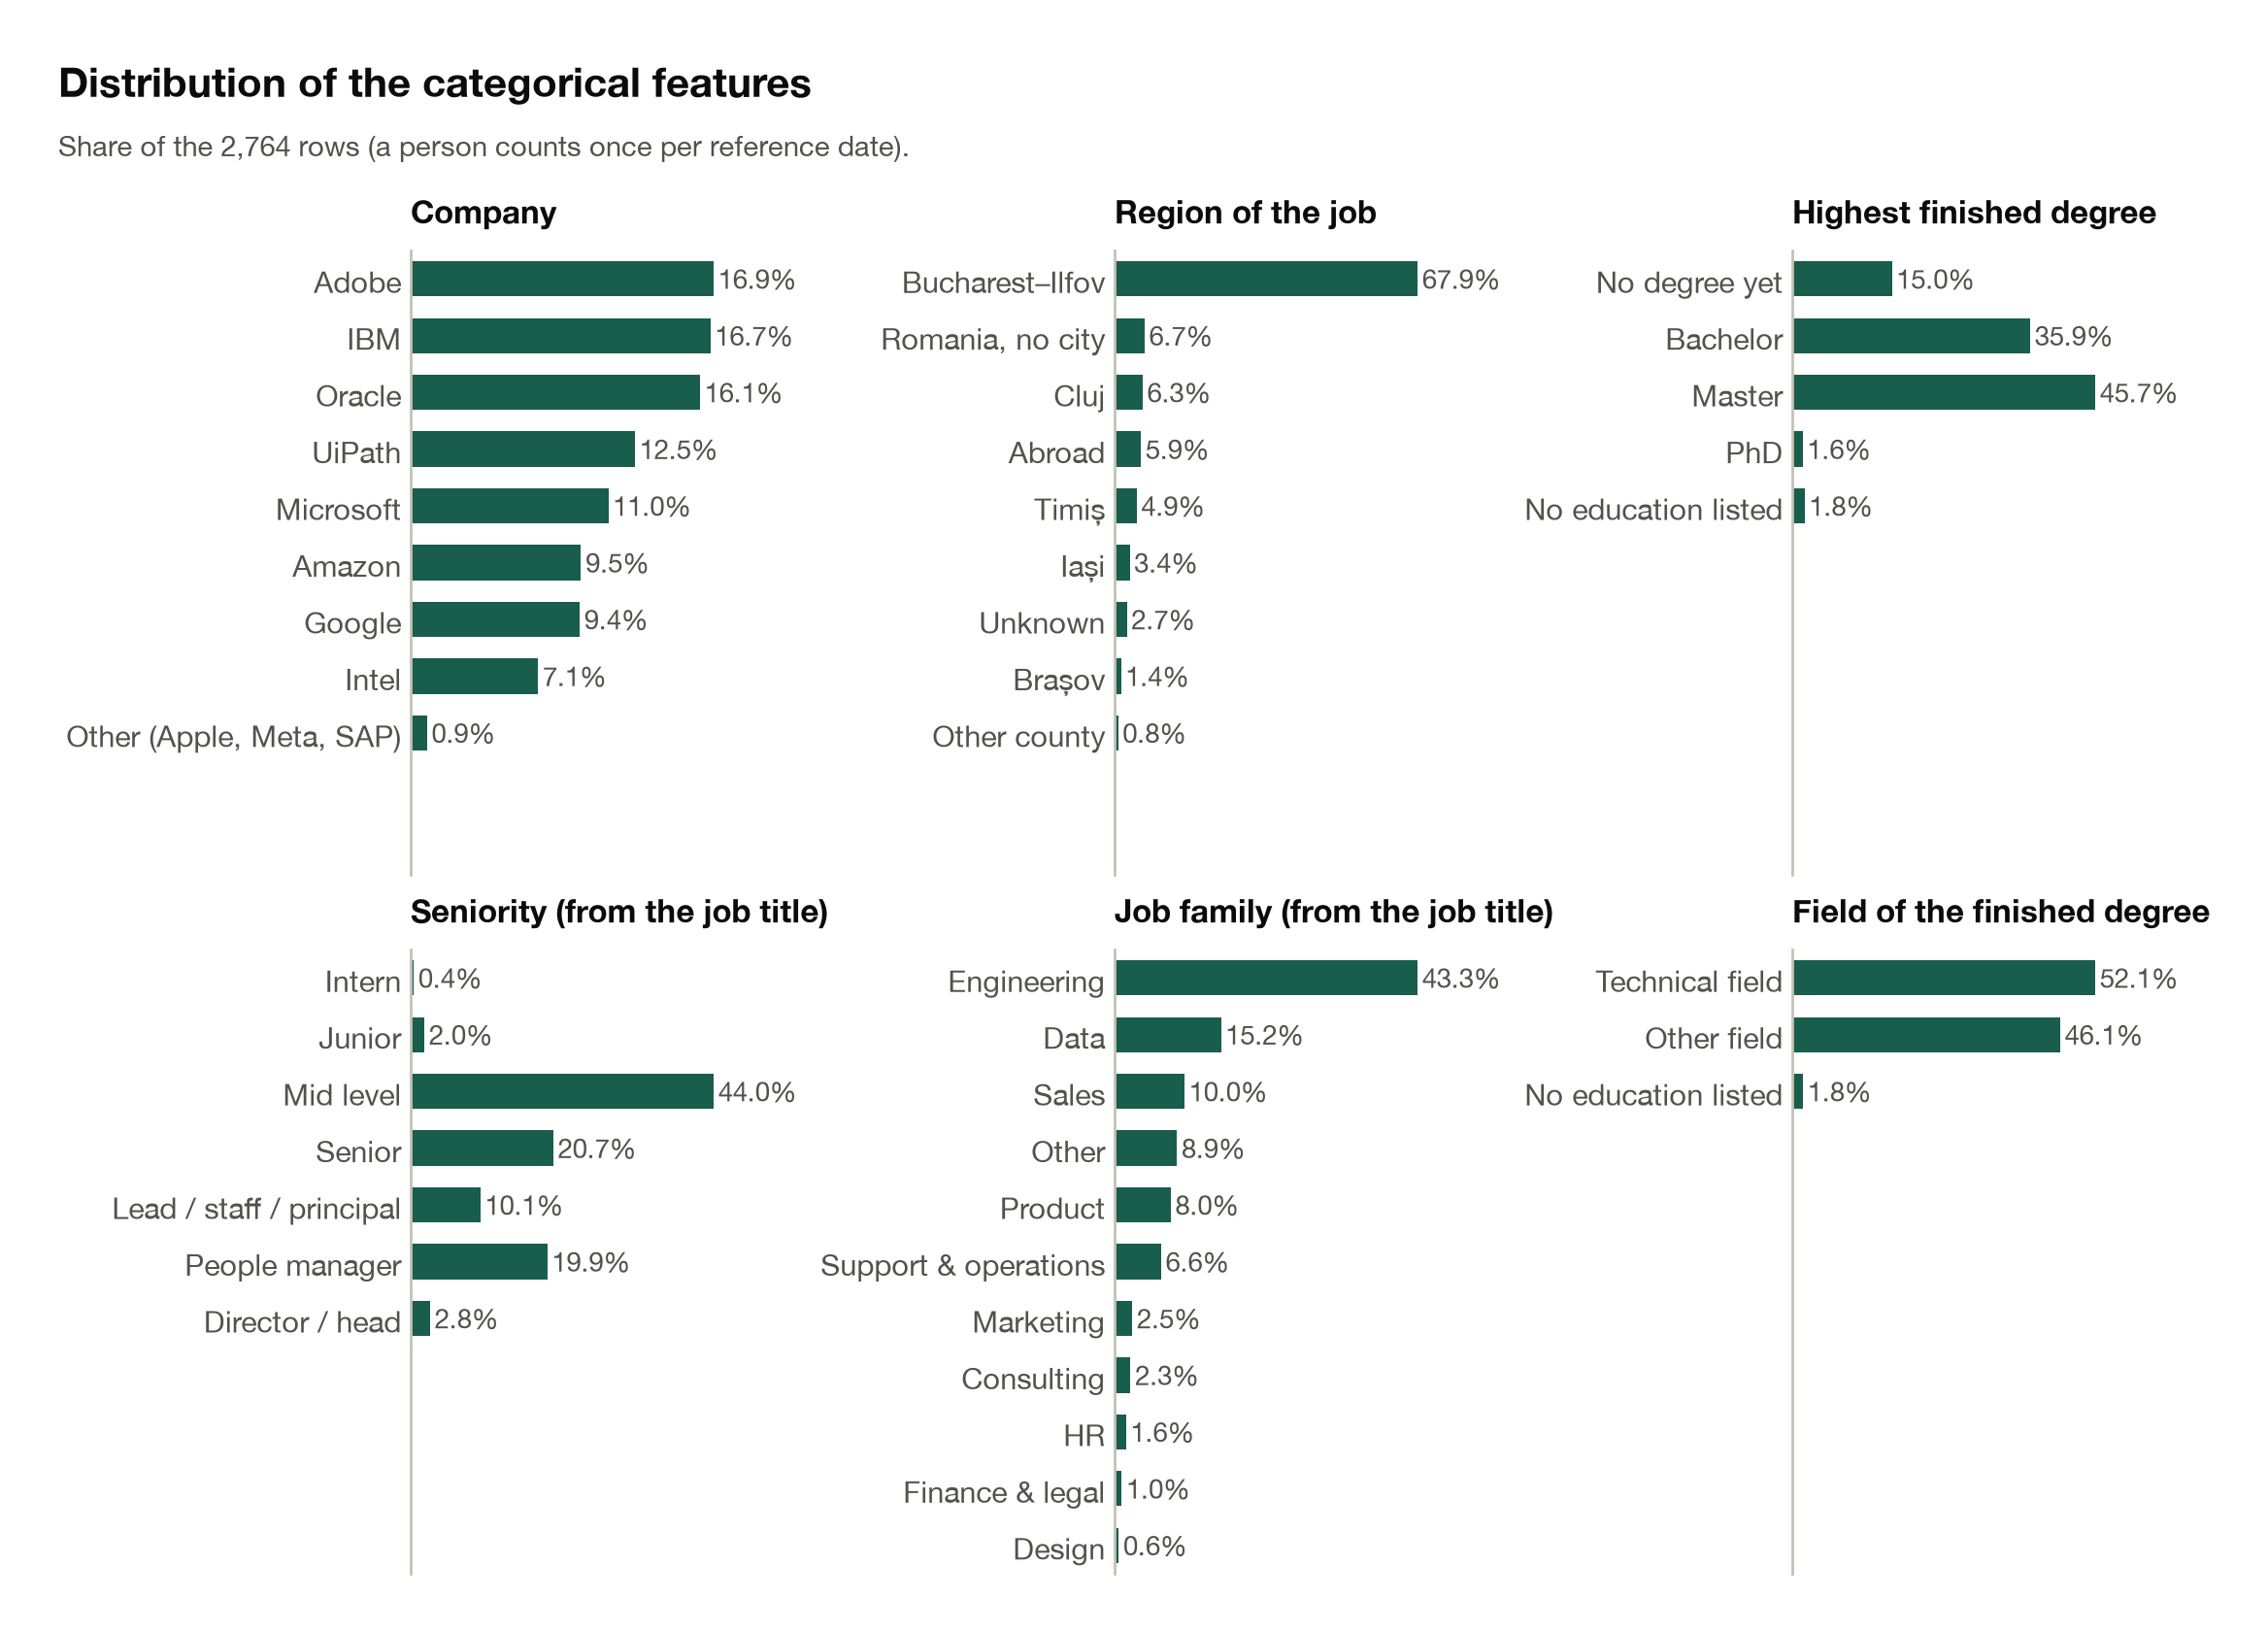 Distribution of the categorical features
Share of the 2,764 rows (a person counts once per reference date).
Company
Adobe 16.9%
IBM 16.7%
Oracle 16.1%
UiPath 12.5%
Microsoft 11.0%
Amazon 9.5%
Google 9.4%
Intel 7.1%
Other (Apple, Meta, SAP) 0.9%
Region of the job
Bucharest–Ilfov 67.9%
Romania, no city 6.7%
Cluj 6.3%
Abroad 5.9%
Timiș 4.9%
Iași 3.4%
Unknown 2.7%
Brașov 1.4%
Other county 0.8%
Highest finished degree
No degree yet 15.0%
Bachelor 35.9%
Master 45.7%
PhD 1.6%
No education listed 1.8%
Seniority (from the job title)
Intern 0.4%
Junior 2.0%
Mid level 44.0%
Senior 20.7%
Lead / staff / principal 10.1%
People manager 19.9%
Director / head 2.8%
Job family (from the job title)
Engineering 43.3%
Data 15.2%
Sales 10.0%
Other 8.9%
Product 8.0%
Support & operations 6.6%
Marketing 2.5%
Consulting 2.3%
HR 1.6%
Finance & legal 1.0%
Design 0.6%
Field of the finished degree
Technical field 52.1%
Other field 46.1%
No education listed 1.8%